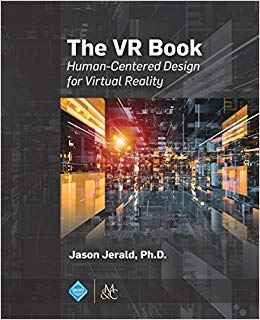 The VR Book
Human-Centered Design
for Virtual Reality
Jason Jerald, Ph.D.
M
&C